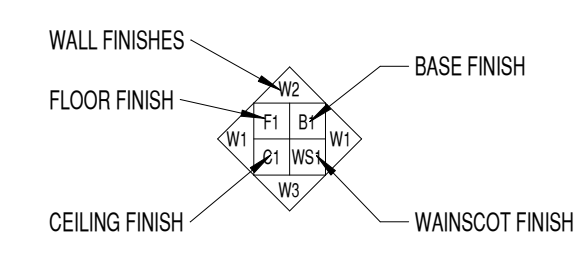 WALL FINISHES
BASE FINISH
W2
FLOOR FINISH
F1
B1
W1
W1
C1
WS1
W3
CEILING FINISH
WAINSCOT FINISH